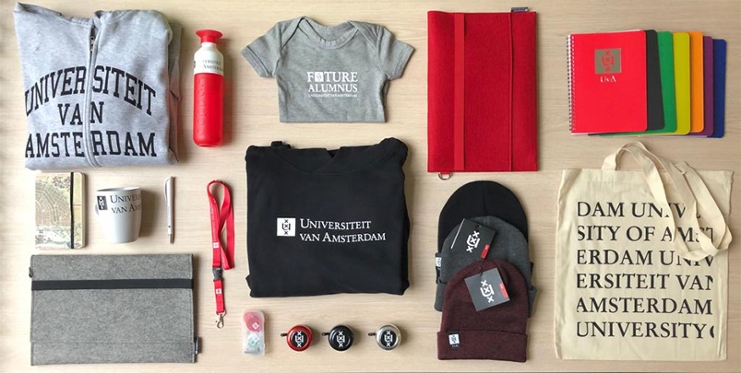 UNIVERSITEIT
VAN
AMSTERDAM
FUTURE
ALUMNUS
UvA
UNIVERSITEIT
VAN AMSTERDAM
UNIVERSITEIT
VAN AMSTERDAM
DAM UNIV
SITY OF AMST
ERDAM UNIV
ERSITEIT VAN
AMSTERDAM
UNIVERSITY